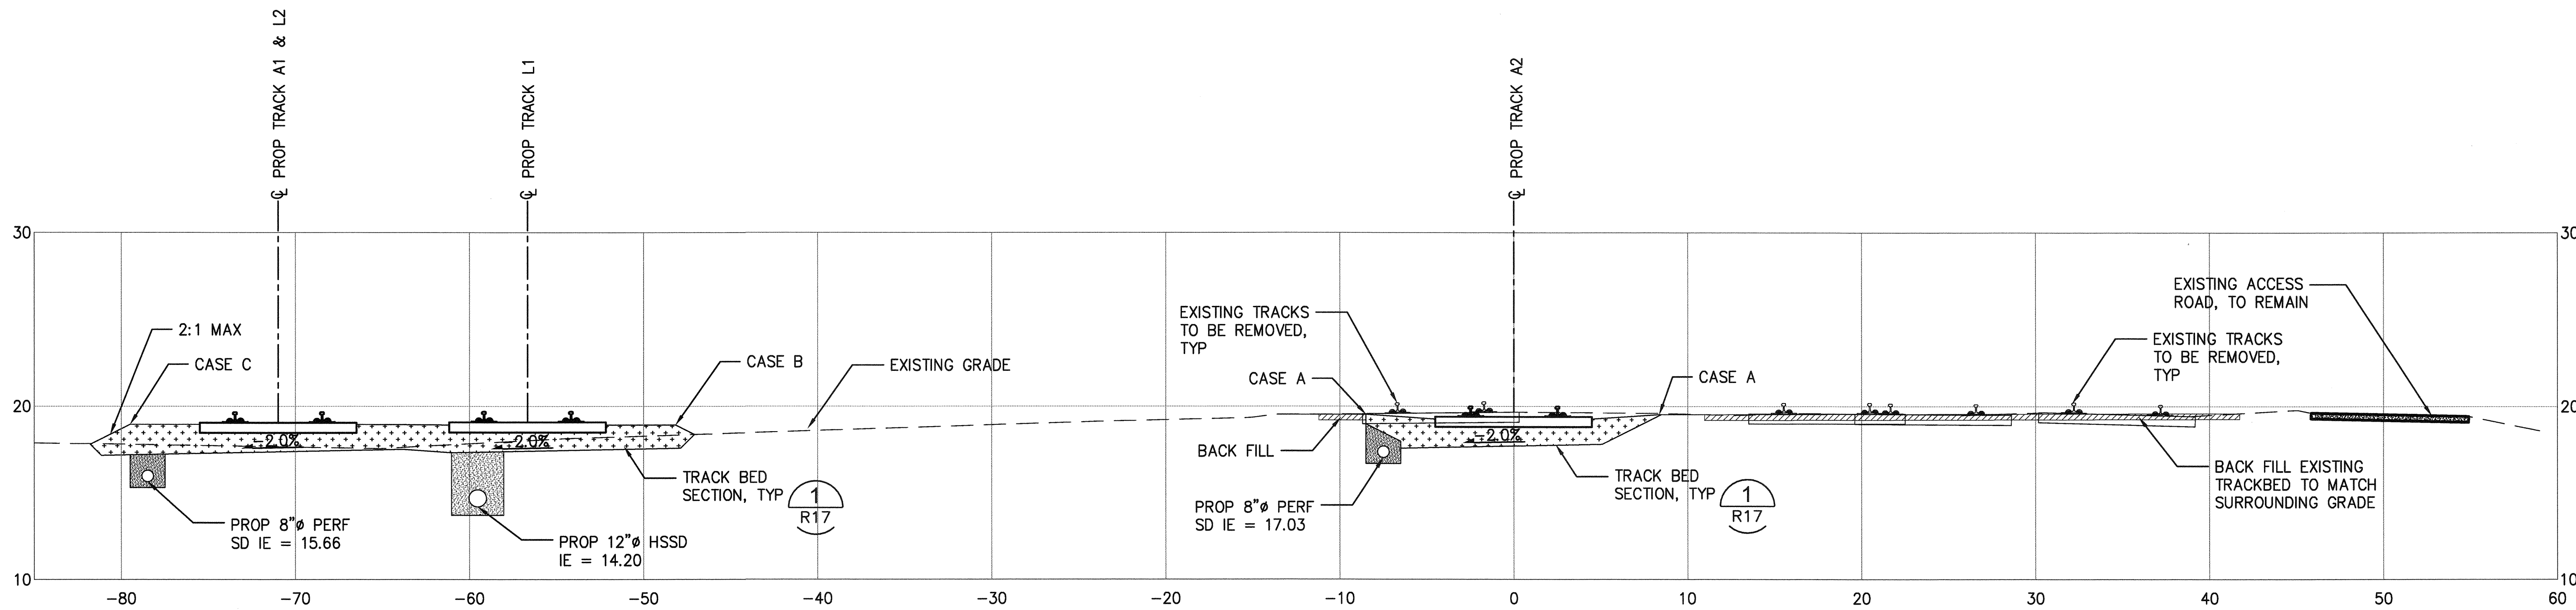 ℄ PROP TRACK A1 & L2
℄ PROP TRACK L1
℄ PROP TRACK A2
30
30
20
20
10
10
2:1 MAX
CASE C
CASE B
EXISTING GRADE
-2.0%
-2.0%
TRACK BED
SECTION, TYP
1
R17
PROP 8"ø PERF
SD IE = 15.66
PROP 12"ø HSSD
IE = 14.20
EXISTING TRACKS
TO BE REMOVED,
TYP
CASE A
CASE A
BACK FILL
-2.0%
PROP 8"ø PERF
SD IE = 17.03
TRACK BED
SECTION, TYP
1
R17
EXISTING ACCESS
ROAD, TO REMAIN
EXISTING TRACKS
TO BE REMOVED,
TYP
BACK FILL EXISTING
TRACKBED TO MATCH
SURROUNDING GRADE
-80 -70 -60 -50 -40 -30 -20 -10 0 10 20 30 40 50 60